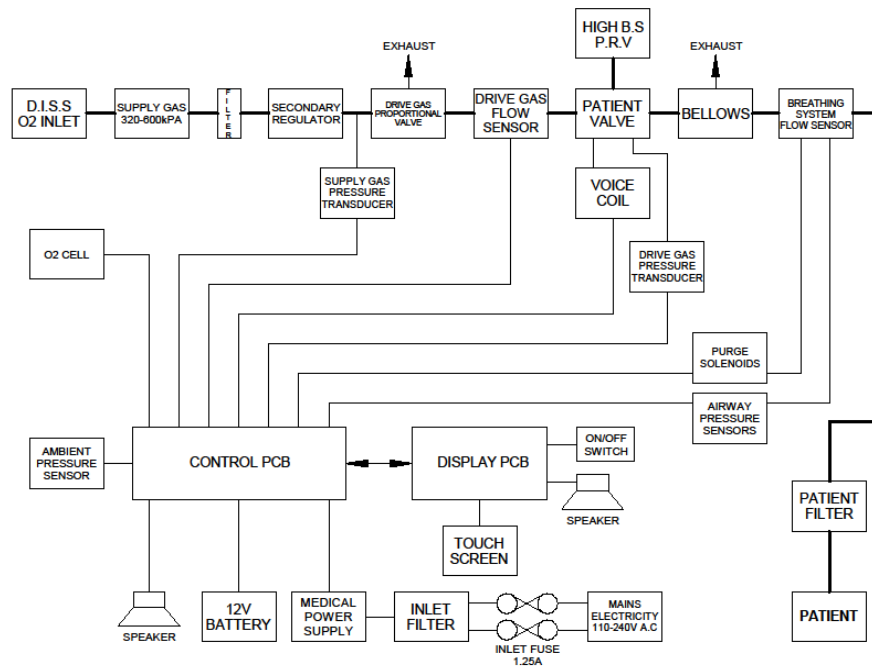 HIGH B.S
P.R.V
EXHAUST
EXHAUST
D.I.S.S
O2 INLET
SUPPLY GAS
320-600kPA
FILTER
SECONDARY
REGULATOR
DRIVE GAS
PROPORTIONAL
VALVE
DRIVE GAS
FLOW
SENSOR
PATIENT
VALVE
BELLOWS
BREATHING
SYSTEM
FLOW SENSOR
SUPPLY GAS
PRESSURE
TRANSDUCER
VOICE
COIL
O2 CELL
DRIVE GAS
PRESSURE
TRANSDUCER
PURGE
SOLENOIDS
AIRWAY
PRESSURE
SENSORS
AMBIENT
PRESSURE
SENSOR
CONTROL PCB
DISPLAY PCB
ON/OFF
SWITCH
SPEAKER
TOUCH
SCREEN
PATIENT
FILTER
SPEAKER
12V
BATTERY
MEDICAL
POWER
SUPPLY
INLET
FILTER
INLET FUSE
1.25A
MAINS
ELECTRICITY
110-240V A.C
PATIENT